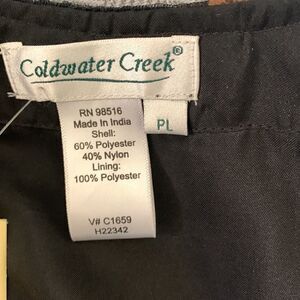 Coldwater Creek®
PL
RN 98516
Made In India
Shell:
60% Polyester
40% Nylon
Lining:
100% Polyester
V# C1659
H22342